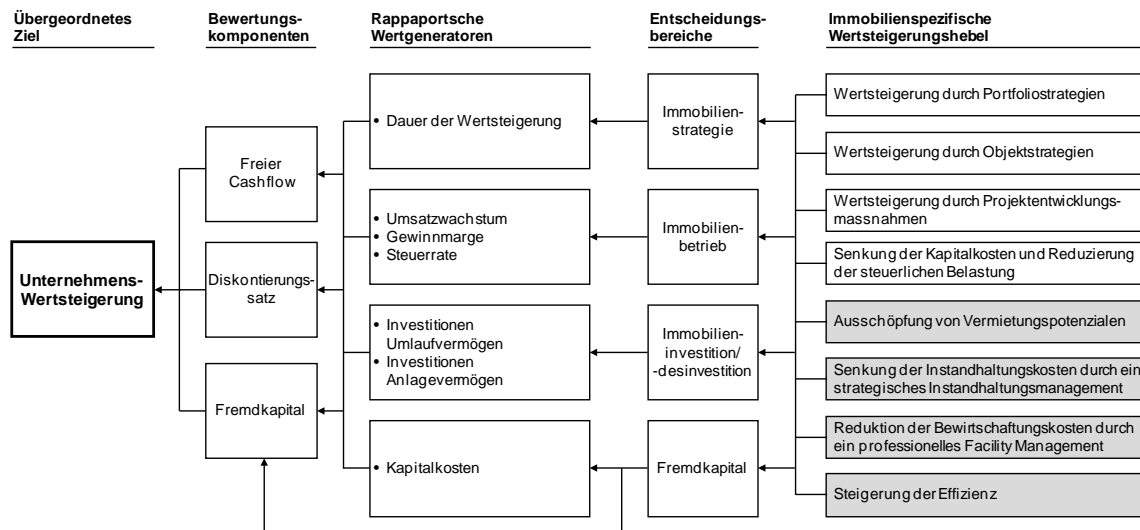 Übergeordnetes
Ziel
Bewertungs-
komponenten
Rappaportsche
Wertgeneratoren
Entscheidungs-
bereiche
Immobilienspezifische
Wertsteigerungshebel
Unternehmens-
Wertsteigerung
Freier
Cashflow
Diskontierungs-
satz
Fremdkapital
• Dauer der Wertsteigerung
• Umsatzwachstum
• Gewinnmarge
• Steuerrate
• Investitionen
Umlaufvermögen
• Investitionen
Anlagevermögen
• Kapitalkosten
Immobilien-
strategie
Immobilien-
betrieb
Immobilien-
investition/
-desinvestition
Fremdkapital
Wertsteigerung durch Portfoliostrategien
Wertsteigerung durch Objektstrategien
Wertsteigerung durch Projektentwicklungs-
massnahmen
Senkung der Kapitalkosten und Reduzierung
der steuerlichen Belastung
Ausschöpfung von Vermietungspotenzialen
Senkung der Instandhaltungskosten durch ein
strategisches Instandhaltungsmanagement
Reduktion der Bewirtschaftungskosten durch
ein professionelles Facility Management
Steigerung der Effizienz